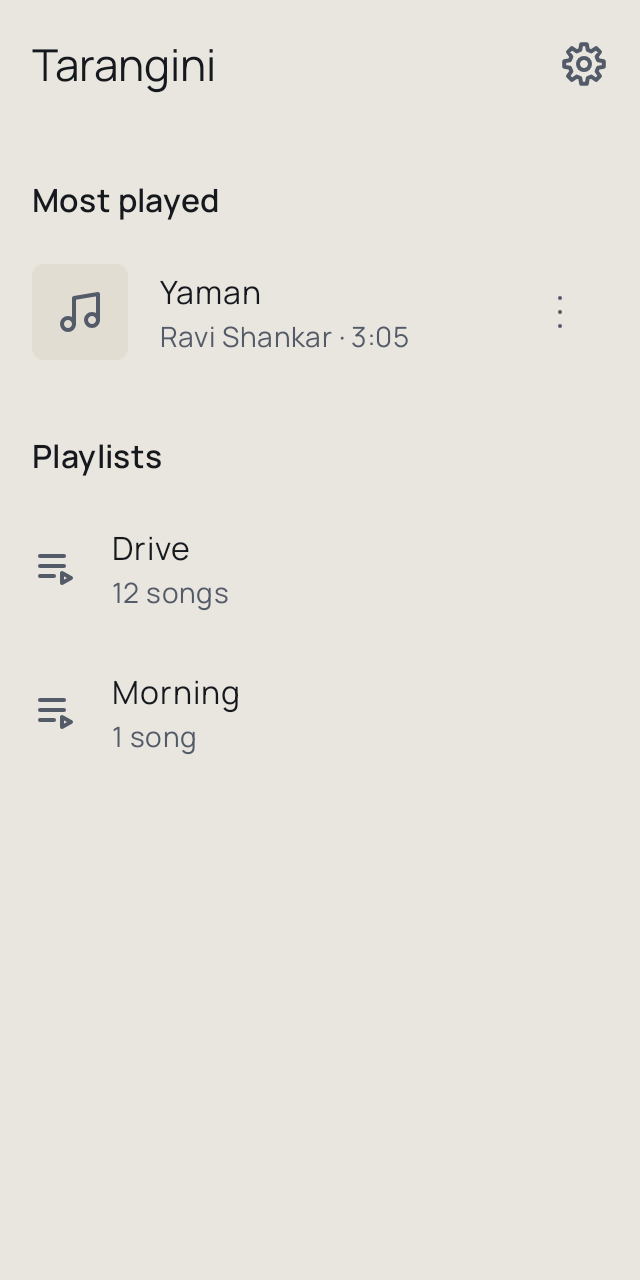 Tarangini
Most played
Yaman
Ravi Shankar · 3:05
Playlists
Drive
12 songs
Morning
1 song